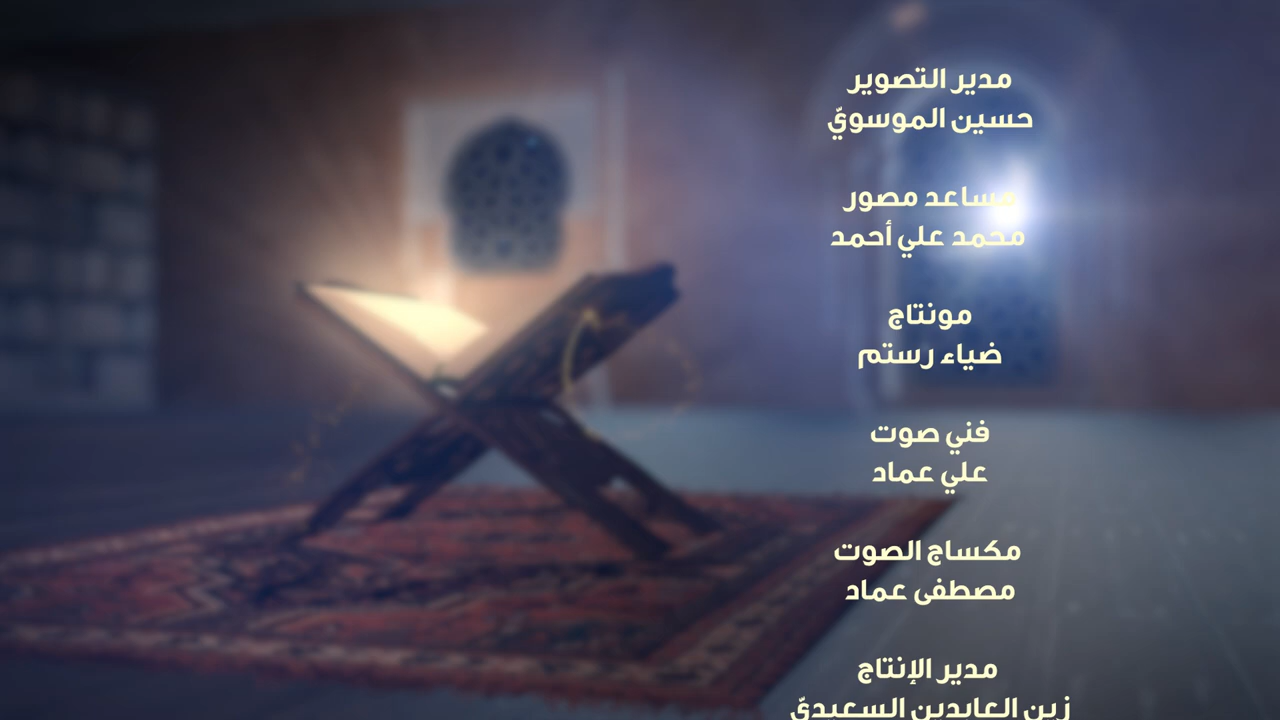 مدير التصوير
حسين الموسويّ
مساعد مصور
محمد علي أحمد
مونتاج
ضياء رستم
فني صوت
علي عماد
مكساج الصوت
مصطفى عماد
مدير الإنتاج
زين العابدين السعيديّ